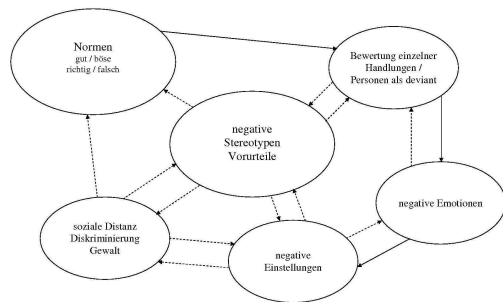 Normen
gut / böse
richtig / falsch
Bewertung einzelner
Handlungen /
Personen als deviant
negative
Stereotypen
Vorurteile
negative Emotionen
soziale Distanz
Diskriminierung
Gewalt
negative
Einstellungen